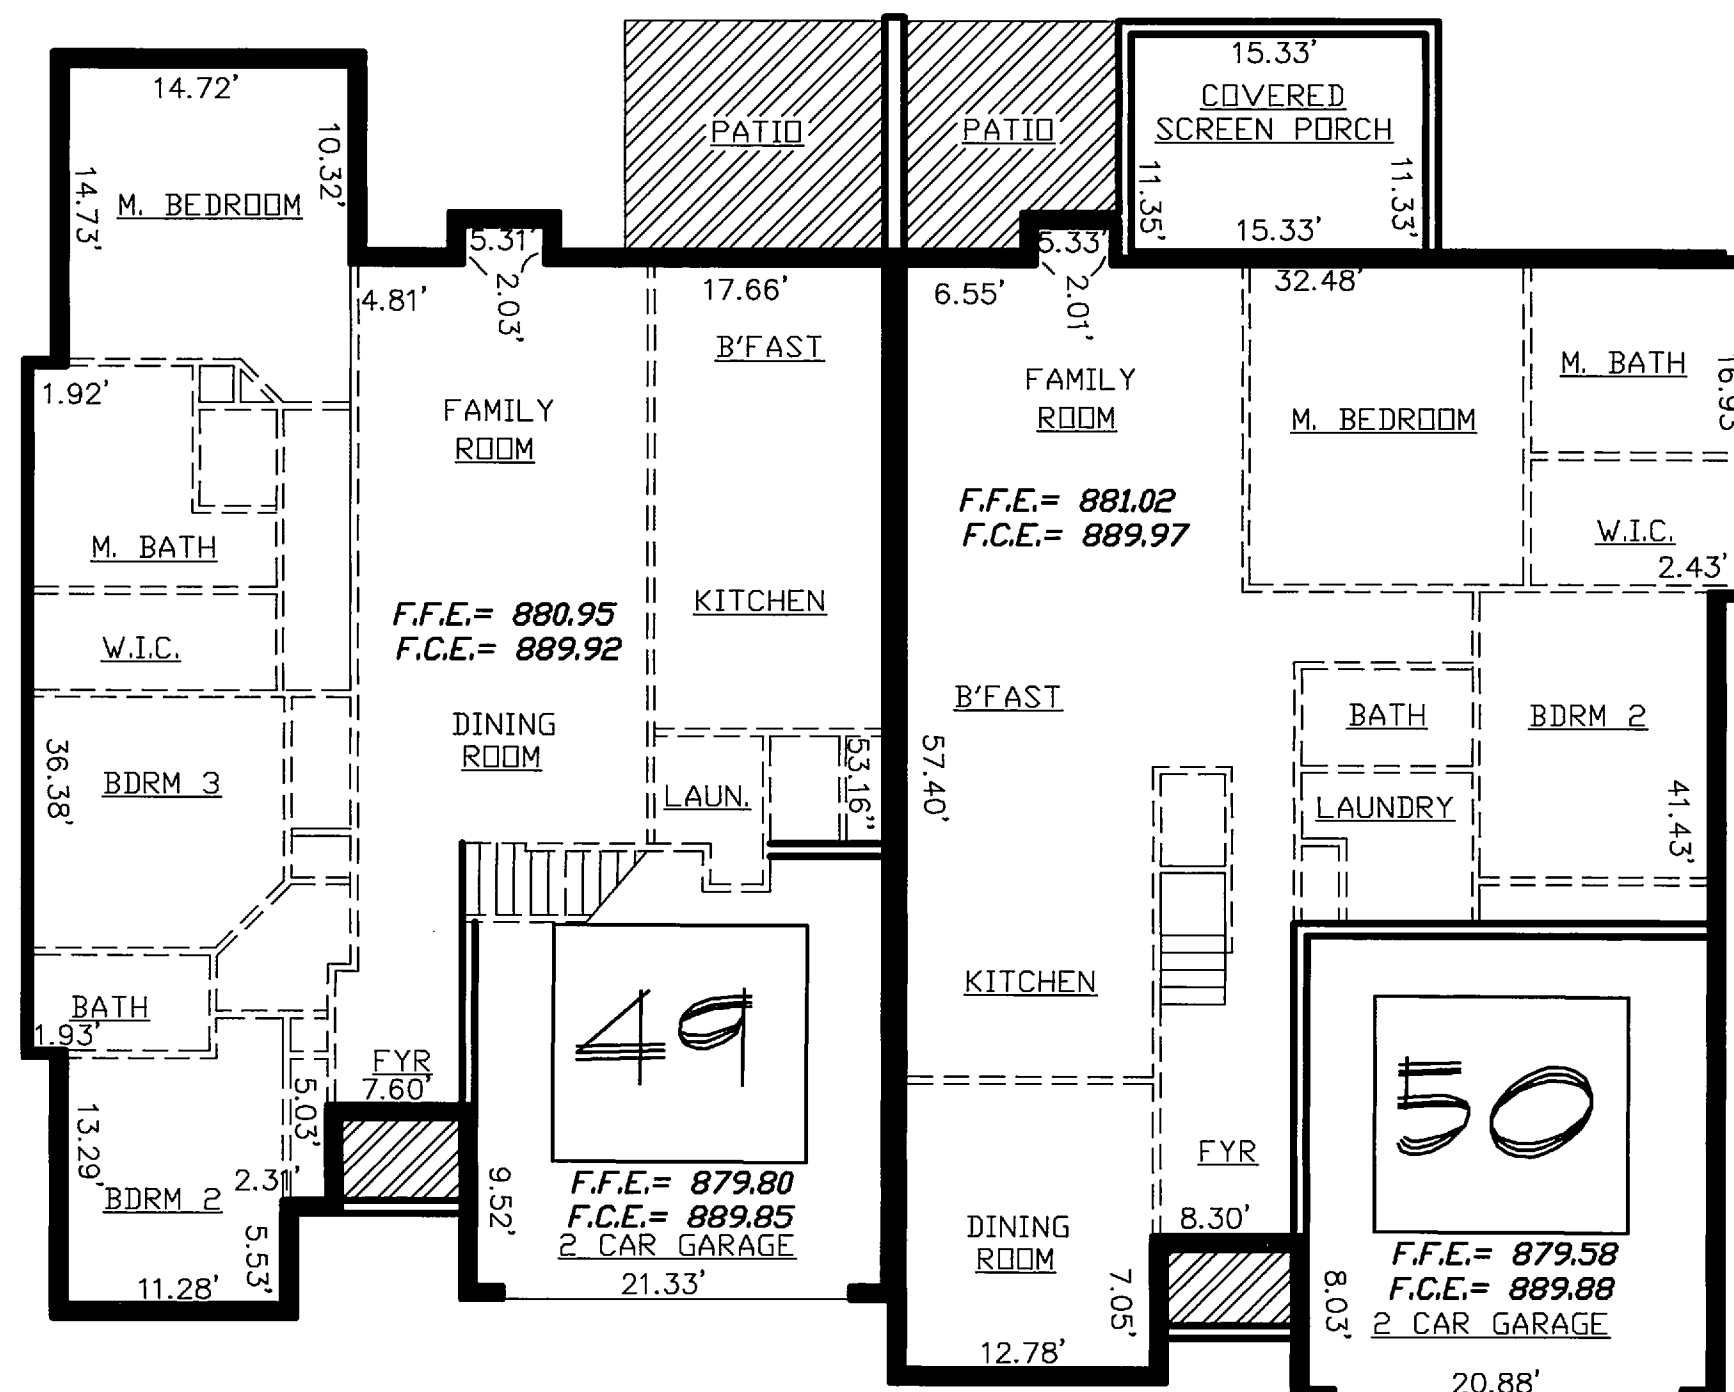 14.72'
10.32'
14.73'
M. BEDROOM
PATIO
PATIO
15.33'
COVERED
SCREEN PORCH
11.35'
11.33'
15.33'
5.31'
2.03'
4.81'
17.66'
B'FAST
1.92'
FAMILY
ROOM
M. BATH
F.F.E.= 880.95
F.C.E.= 889.92
KITCHEN
W.I.C.
DINING
ROOM
36.38'
BDRM 3
LAUN.
53.16"
BATH
1.93'
FYR
7.60'
5.03'
13.29'
2.31'
BDRM 2
5.53'
11.28'
9.52'
49
F.F.E.= 879.80
F.C.E.= 889.85
2 CAR GARAGE
21.33'
6.55'
5.33'
2.01'
32.48'
FAMILY
ROOM
M. BEDROOM
M. BATH
F.F.E.= 881.02
F.C.E.= 889.97
W.I.C.
2.43'
B'FAST
BATH
BDRM 2
57.40'
LAUNDRY
41.43'
KITCHEN
50
FYR
8.30'
DINING
ROOM
7.05'
12.78'
8.03'
F.F.E.= 879.58
F.C.E.= 889.88
2 CAR GARAGE
20.88'